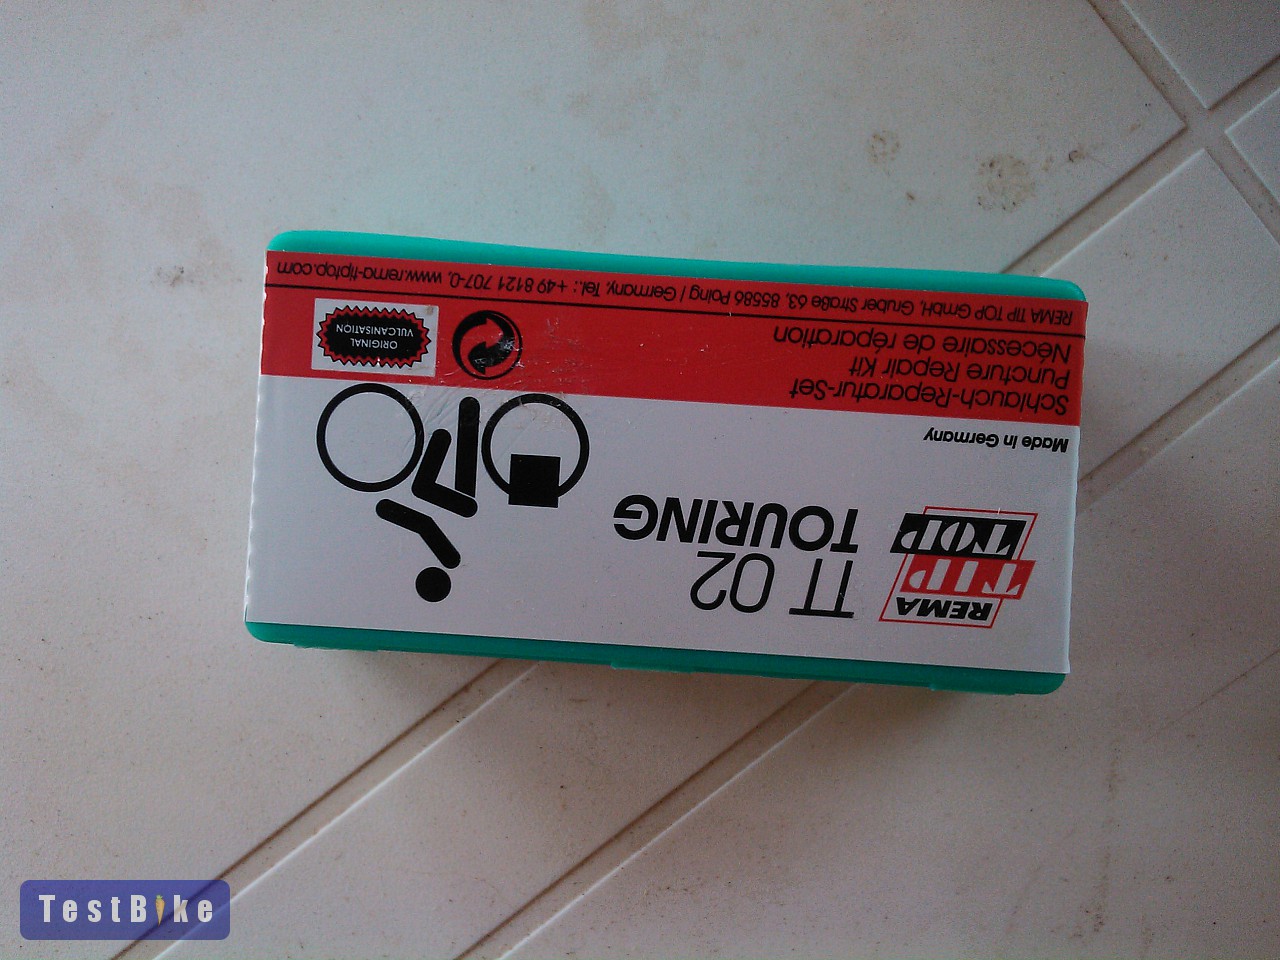 REMA
TIP
TOP
TT 02
TOURING
Made in Germany
Schlauch-Reparatur-Set
Puncture Repair Kit
Nécessaire de réparation
ORIGINAL
VULCANISATION
REMA TIP TOP GmbH, Gruber Straße 63, 85586 Poing / Germany, Tel.: +49 8121 707-0, www.rema-tiptop.com
TestBike